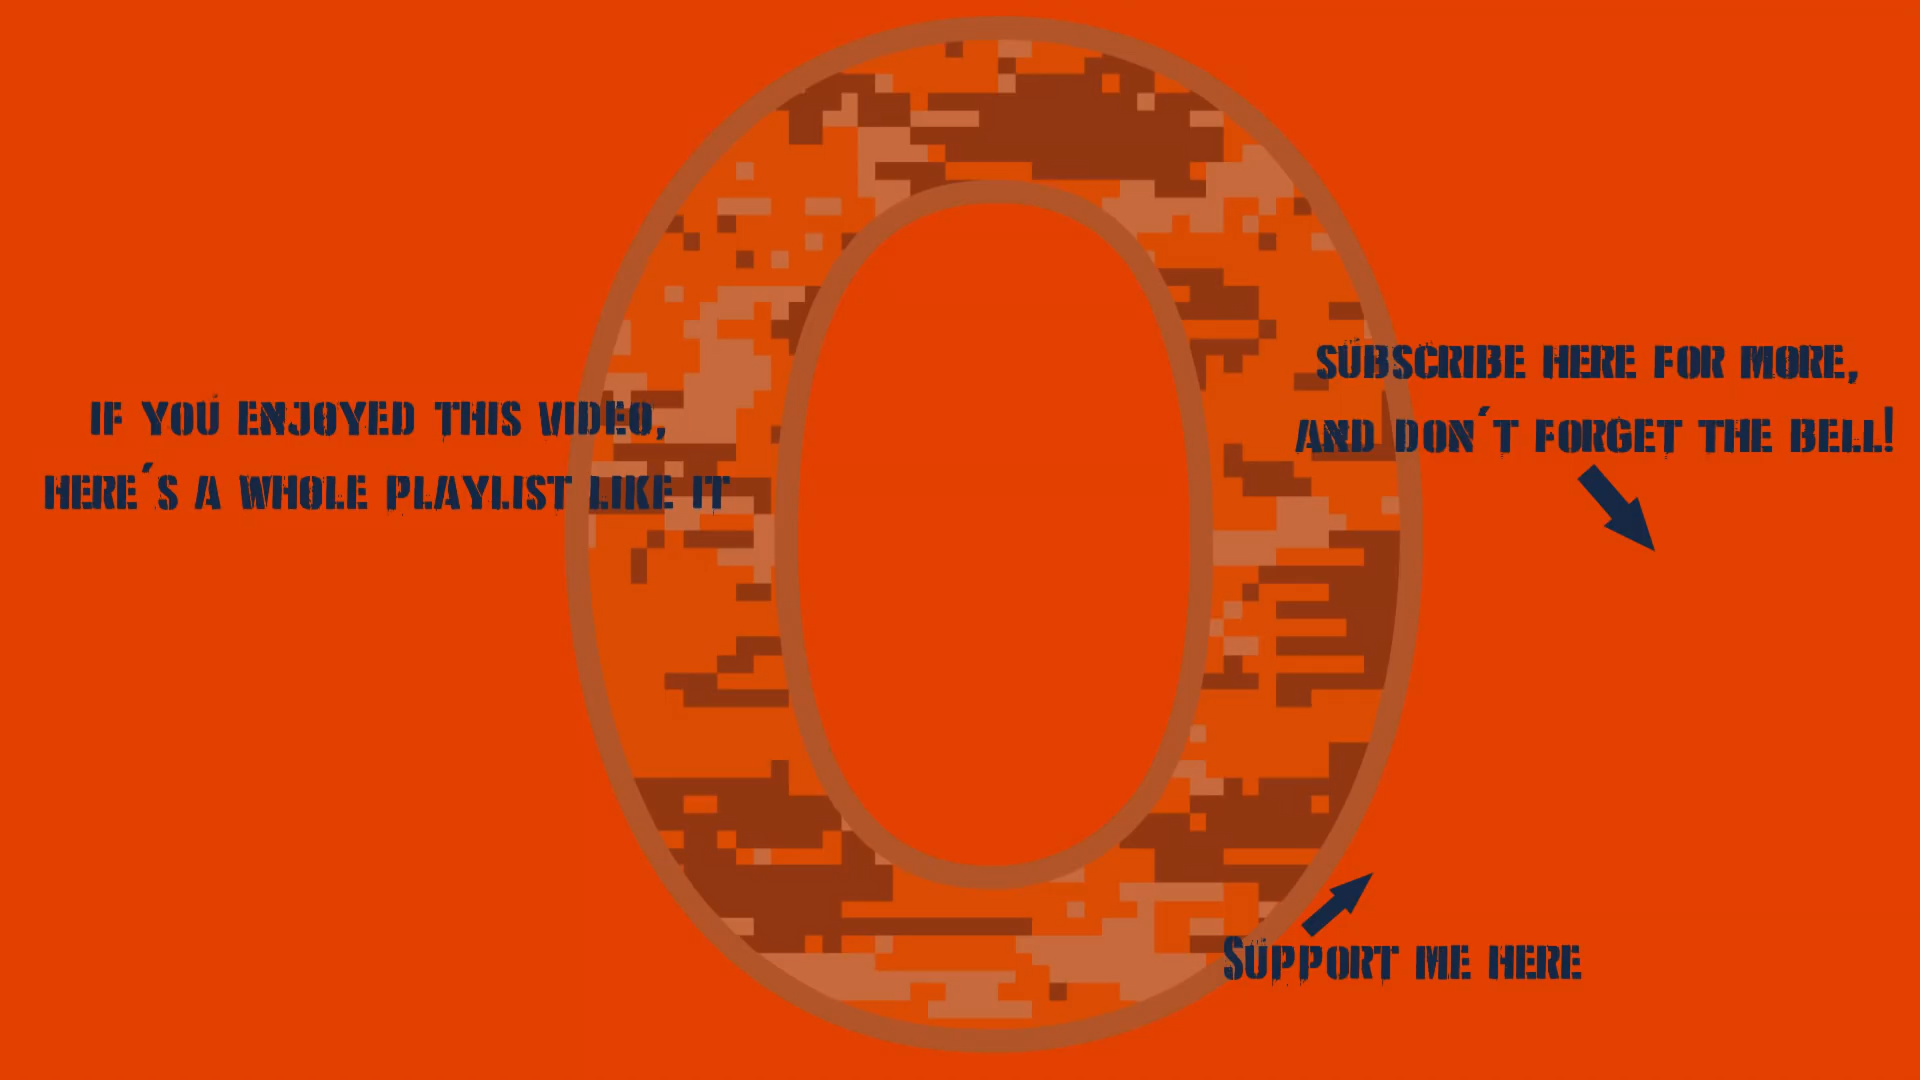 IF YOU ENJOYED THIS VIDEO,
HERE'S A WHOLE PLAYLIST LIKE IT
SUBSCRIBE HERE FOR MORE,
AND DON'T FORGET THE BELL!
SUPPORT ME HERE
O